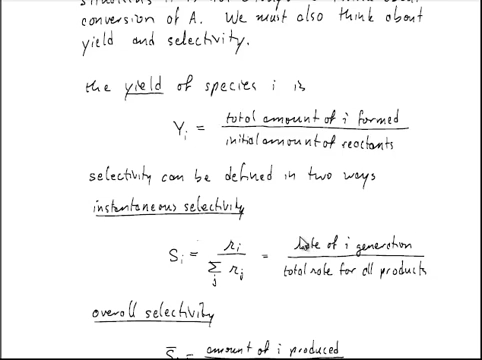 conversion of A. We must also think about
yield and selectivity.
the yield of species i is
Yi = total amount of i formed / initial amount of reactants
selectivity can be defined in two ways
instantaneous selectivity
Si = ri / Σj rj = rate of i generation / total rate for all products
overall selectivity
S̄i = amount of i produced